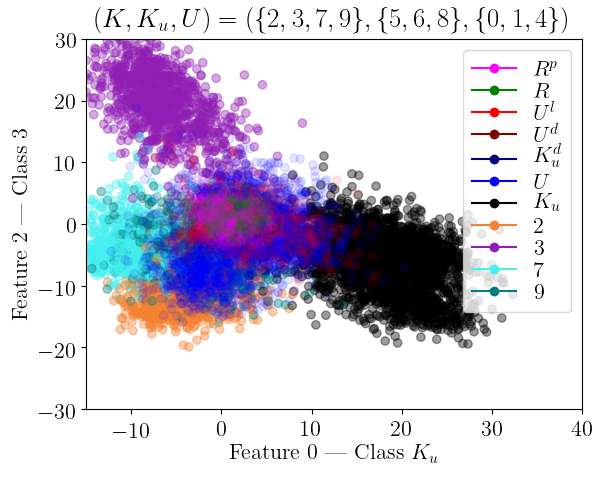 (K, K_u, U) = ({2, 3, 7, 9}, {5, 6, 8}, {0, 1, 4})
30
20
10
0
−10
−20
−30
−10
0
10
20
30
40
Feature 2 — Class 3
Feature 0 — Class K_u
R^p
R
U^l
U^d
K_u^d
U
K_u
2
3
7
9